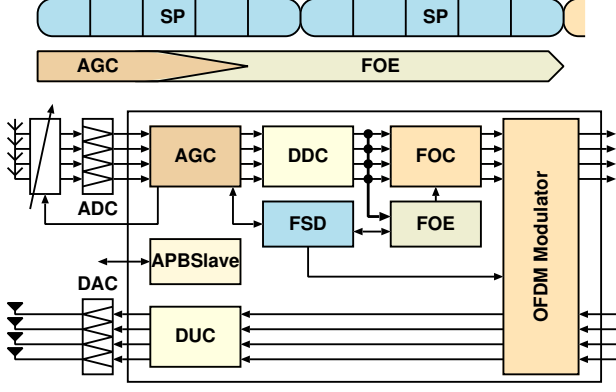 SP SP
AGC FOE
AGC DDC FOC
ADC
FSD FOE
APBSlave
DAC
DUC
OFDM Modulator